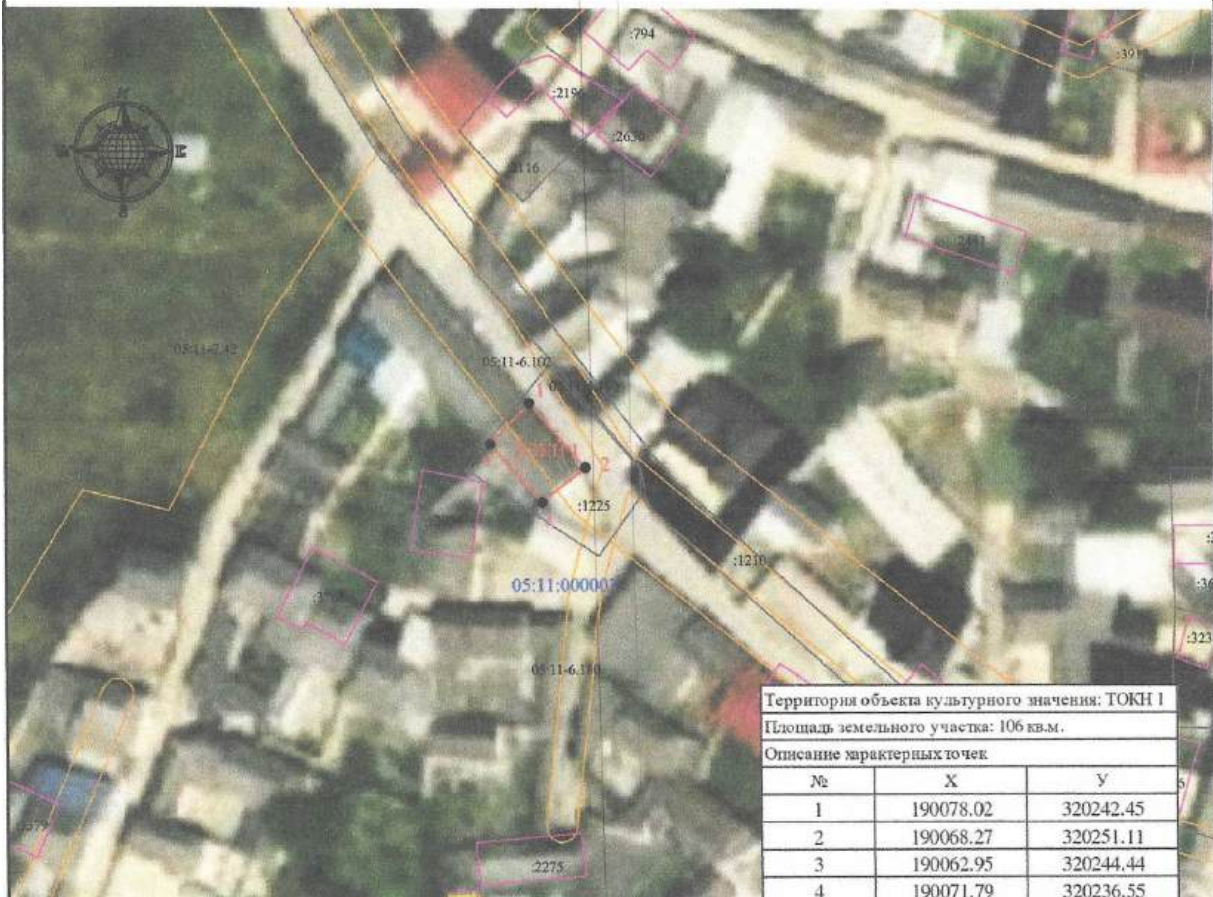 :794
:391
:219
:2630
:116
05:11-7.42
05:11-6.102
1
2
:1225
:1210
05:11:00000
05:11-6.180
:2275
:36
:323
Территория объекта культурного значения: ТОКН 1
Площадь земельного участка: 106 кв.м.
Описание характерных точек
№ X У
1 190078.02 320242.45
2 190068.27 320251.11
3 190062.95 320244.44
4 190071.79 320236.55